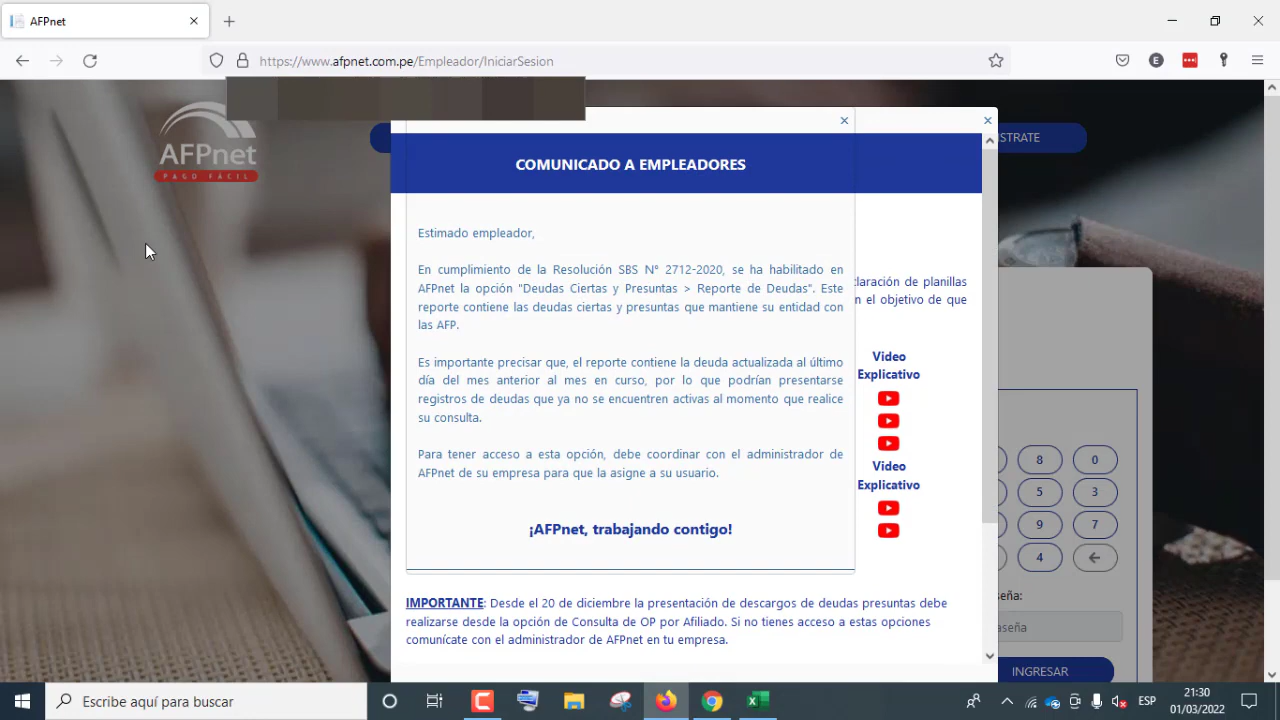 AFPnet
https://www.afpnet.com.pe/Empleador/IniciarSesion
E
AFPnet
PAGO FÁCIL
STRATE
COMUNICADO A EMPLEADORES
Estimado empleador,
En cumplimiento de la Resolución SBS N° 2712-2020, se ha habilitado en
AFPnet la opción "Deudas Ciertas y Presuntas > Reporte de Deudas". Este
reporte contiene las deudas ciertas y presuntas que mantiene su entidad con
las AFP.
Es importante precisar que, el reporte contiene la deuda actualizada al último
día del mes anterior al mes en curso, por lo que podrían presentarse
registros de deudas que ya no se encuentren activas al momento que realice
su consulta.
Para tener acceso a esta opción, debe coordinar con el administrador de
AFPnet de su empresa para que la asigne a su usuario.
¡AFPnet, trabajando contigo!
claración de planillas
n el objetivo de que
Video
Explicativo
Video
Explicativo
IMPORTANTE: Desde el 20 de diciembre la presentación de descargos de deudas presuntas debe
realizarse desde la opción de Consulta de OP por Afiliado. Si no tienes acceso a estas opciones
comunícate con el administrador de AFPnet en tu empresa.
8 0
5 3
9 7
4
seña:
aseña
INGRESAR
Escribe aquí para buscar
ESP
21:30
01/03/2022